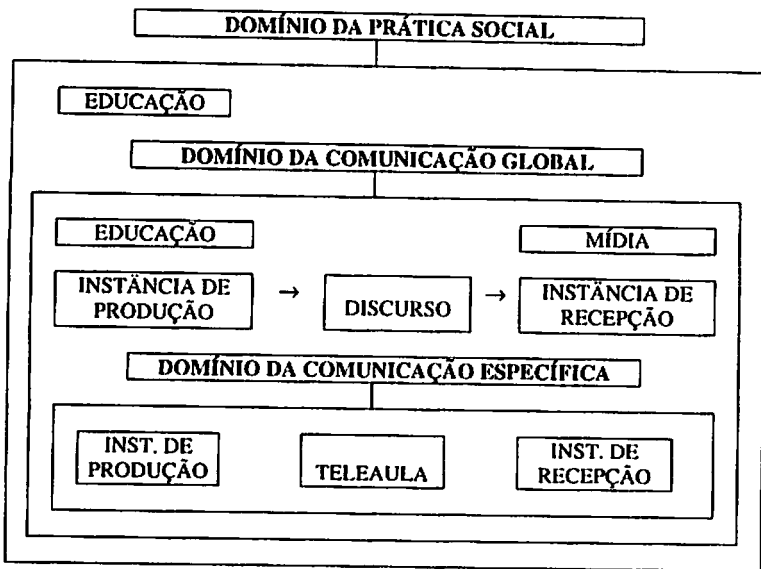 DOMÍNIO DA PRÁTICA SOCIAL
EDUCAÇÃO
DOMÍNIO DA COMUNICAÇÃO GLOBAL
EDUCAÇÃO
MÍDIA
INSTÂNCIA DE
PRODUÇÃO
→
DISCURSO
→
INSTÂNCIA DE
RECEPÇÃO
DOMÍNIO DA COMUNICAÇÃO ESPECÍFICA
INST. DE
PRODUÇÃO
TELEAULA
INST. DE
RECEPÇÃO